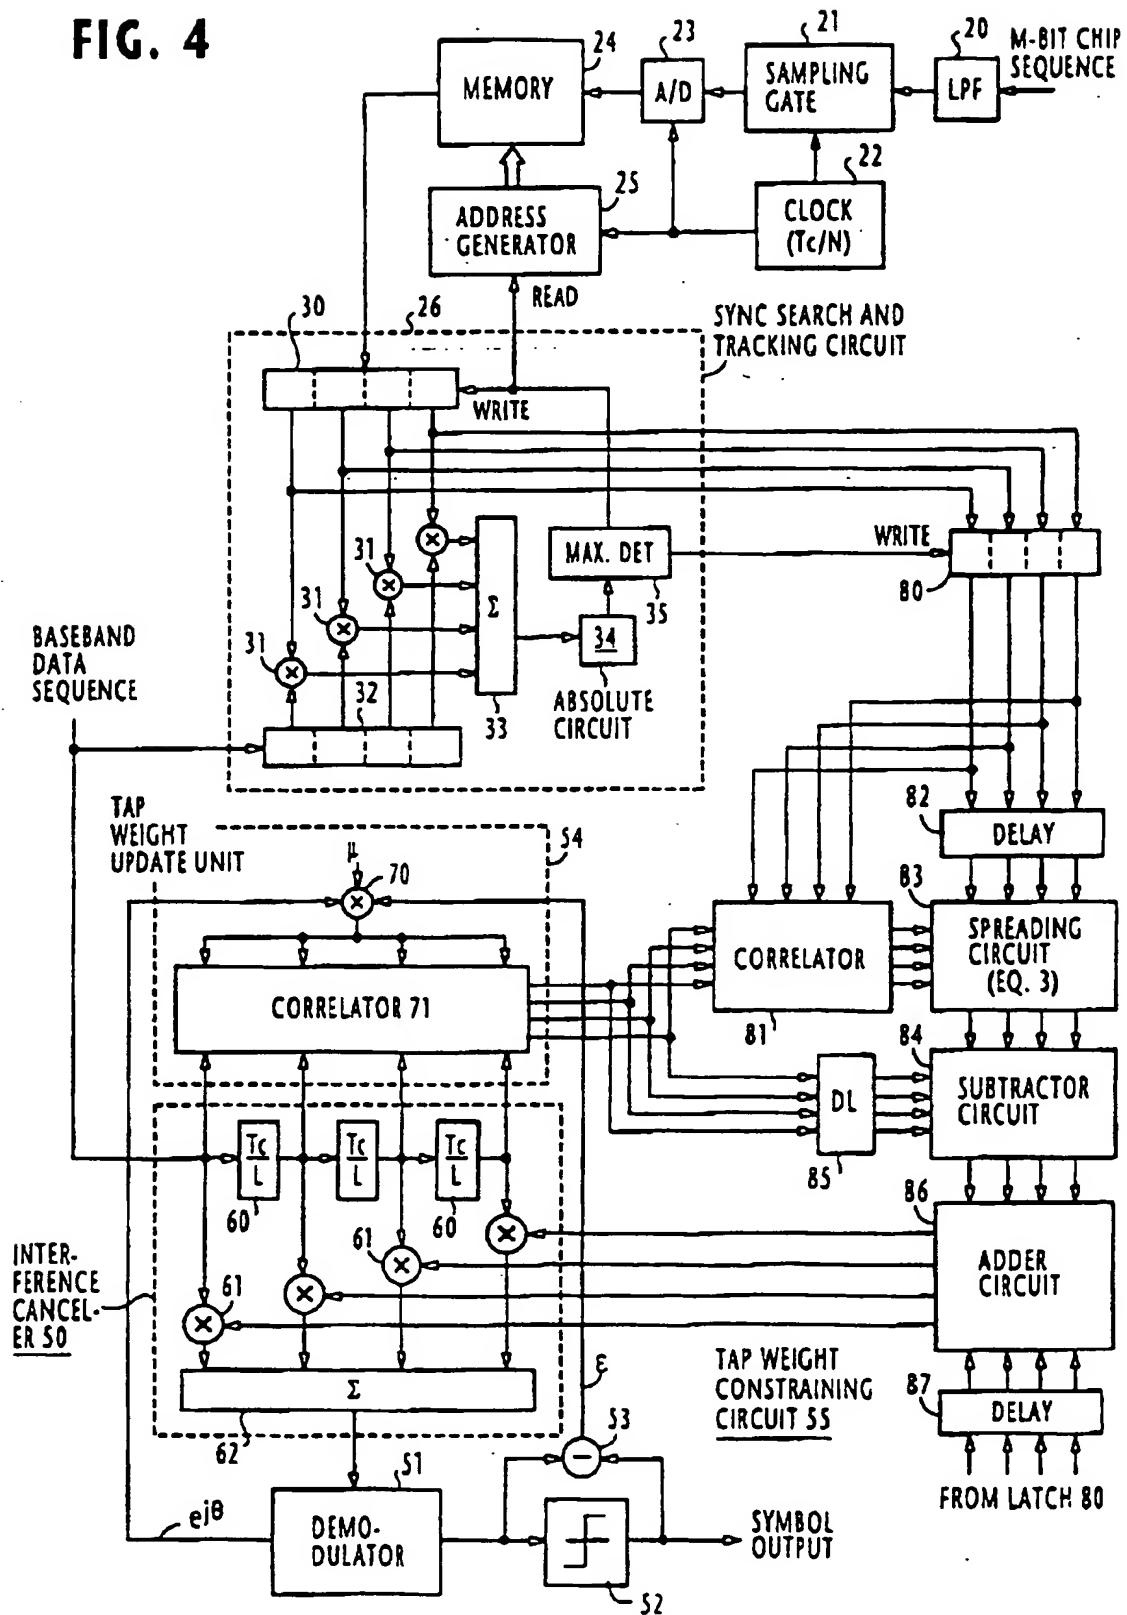 FIG. 4
24
23
21
20
M-BIT CHIP
SEQUENCE
MEMORY
A/D
SAMPLING
GATE
LPF
25
22
ADDRESS
GENERATOR
CLOCK
(Tc/N)
READ
30
26
SYNC SEARCH AND
TRACKING CIRCUIT
WRITE
31
31
31
Σ
MAX. DET
WRITE
80
35
34
33
32
ABSOLUTE
CIRCUIT
BASEBAND
DATA
SEQUENCE
TAP
WEIGHT
UPDATE UNIT
54
μ
70
82
DELAY
83
CORRELATOR 71
CORRELATOR
81
SPREADING
CIRCUIT
(EQ. 3)
84
DL
85
SUBTRACTOR
CIRCUIT
Tc
L
Tc
L
Tc
L
60
60
61
61
86
ADDER
CIRCUIT
INTER-
FERENCE
CANCEL-
ER 50
Σ
62
ε
TAP WEIGHT
CONSTRAINING
CIRCUIT 55
87
DELAY
FROM LATCH 80
53
51
ejθ
DEMO-
DULATOR
52
SYMBOL
OUTPUT